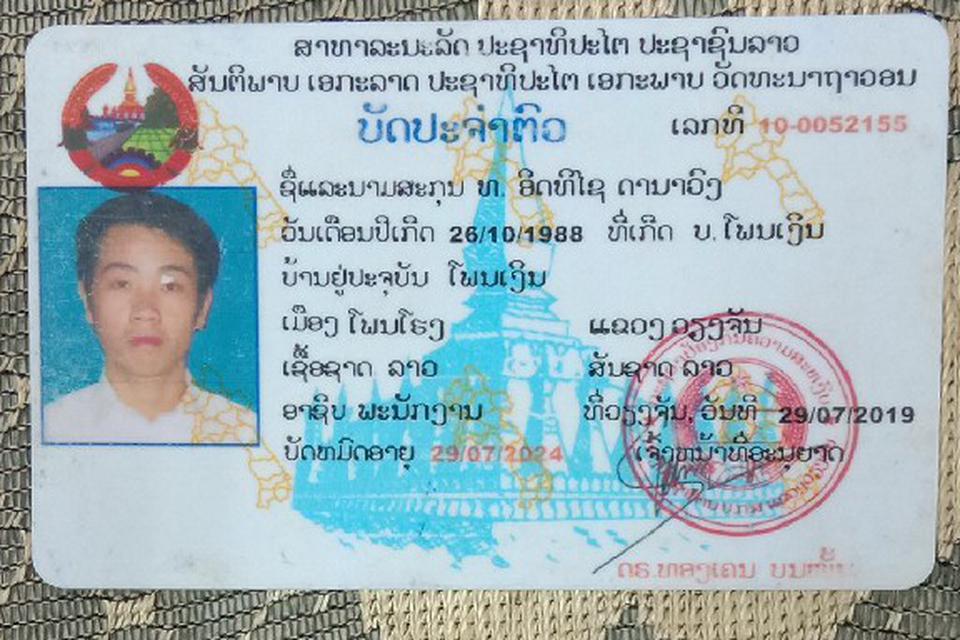 ສາທາລະນະລັດ ປະຊາທິປະໄຕ ປະຊາຊົນລາວ
ສັນຕິພາບ ເອກະລາດ ປະຊາທິປະໄຕ ເອກະພາບ ວັດທະນາຖາວອນ
ບັດປະຈຳຕົວ ເລກທີ 10-0052155
ຊື່ແລະນາມສະກຸນ ທ. ອິດທິໄຊ ດານາວົງ
ວັນເດືອນປີເກີດ 26/10/1988 ທີ່ເກີດ ບ. ໂພນເງິນ
ບ້ານຢູ່ປະຈຸບັນ ໂພນເງິນ
ເມືອງ ໂພນໂຮງ ແຂວງ ວຽງຈັນ
ເຊື້ອຊາດ ລາວ ສັນຊາດ ລາວ
ອາຊິບ ພະນັກງານ ທີ່ວຽງຈັນ, ວັນທີ 29/07/2019
ບັດຫມົດອາຍຸ 29/07/2024 ເຈົ້າຫນ້າທີ່ອະນຸຍາດ
ດຣ.ທອງເຄນ